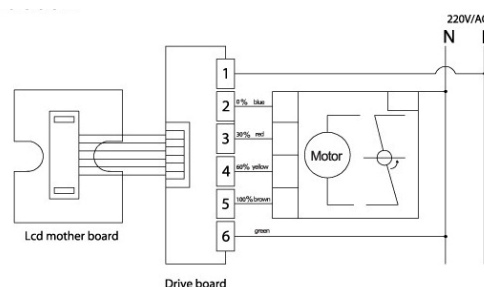 220V/AC
N
1
2
0% blue
3
30% red
4
60% yellow
5
100% brown
6
green
Motor
Lcd mother board
Drive board